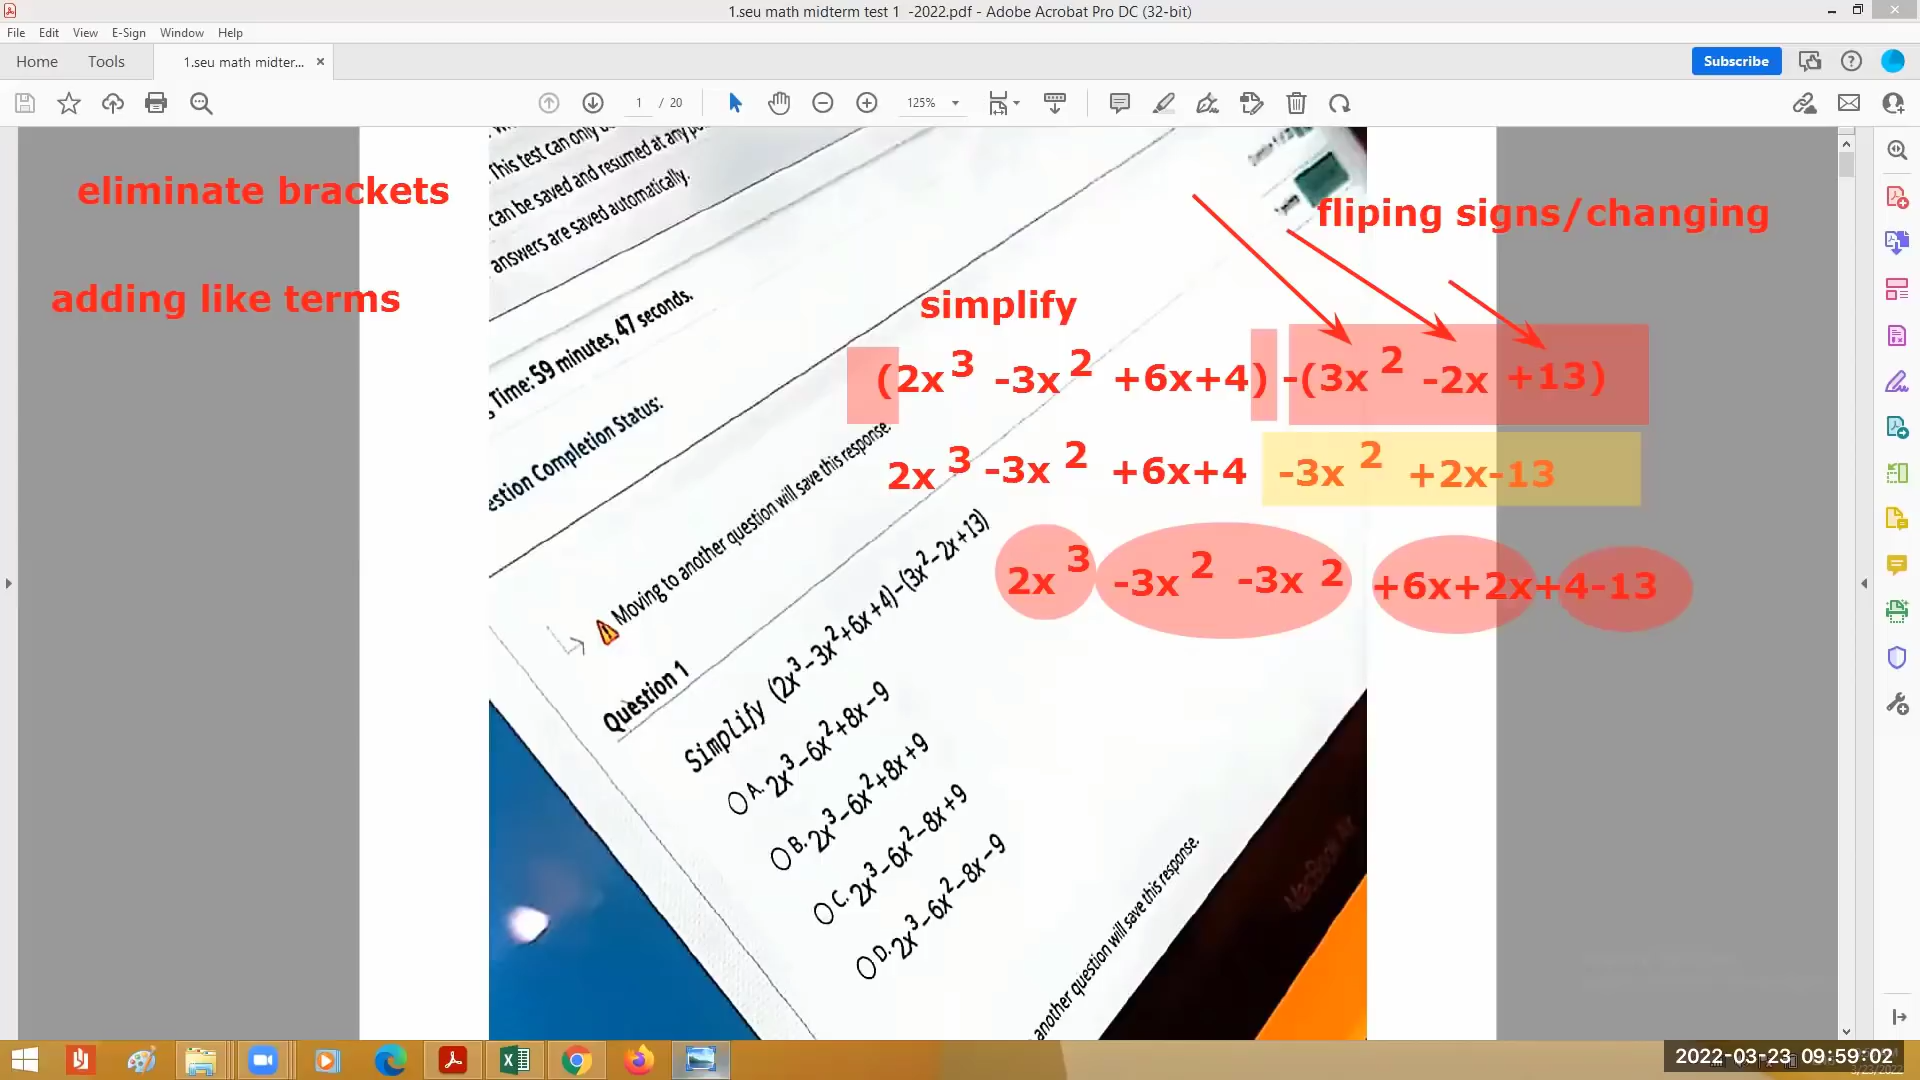 1.seu math midterm test 1 -2022.pdf - Adobe Acrobat Pro DC (32-bit)
File Edit View E-Sign Window Help
Home Tools 1.seu math midter... × Subscribe
1 / 20 125%
This test can only
can be saved and resumed at any
answers are saved automatically.
Time: 59 minutes, 47 seconds.
estion Completion Status:
Moving to another question will save this response.
Question 1
Simplify (2x³-3x²+6x+4)-(3x²-2x+13)
A. 2x³-6x²+8x-9
B. 2x³-6x²+8x+9
C. 2x³-6x²-8x+9
D. 2x³-6x²-8x-9
another question will save this response.
MacBook Air
eliminate brackets
adding like terms
fliping signs/changing
simplify
(2x³ -3x² +6x+4) -(3x² -2x +13)
2x³ -3x² +6x+4 -3x² +2x-13
2x³ -3x² -3x² +6x+2x+4-13
2022-03-23 09:59:02
3/23/2022